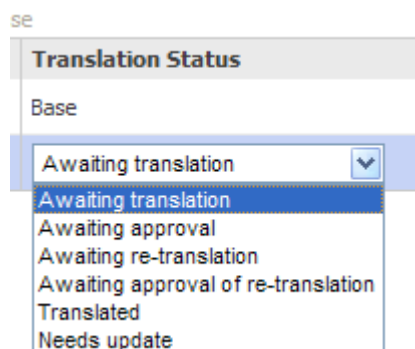 se
Translation Status
Base
Awaiting translation
Awaiting translation
Awaiting approval
Awaiting re-translation
Awaiting approval of re-translation
Translated
Needs update